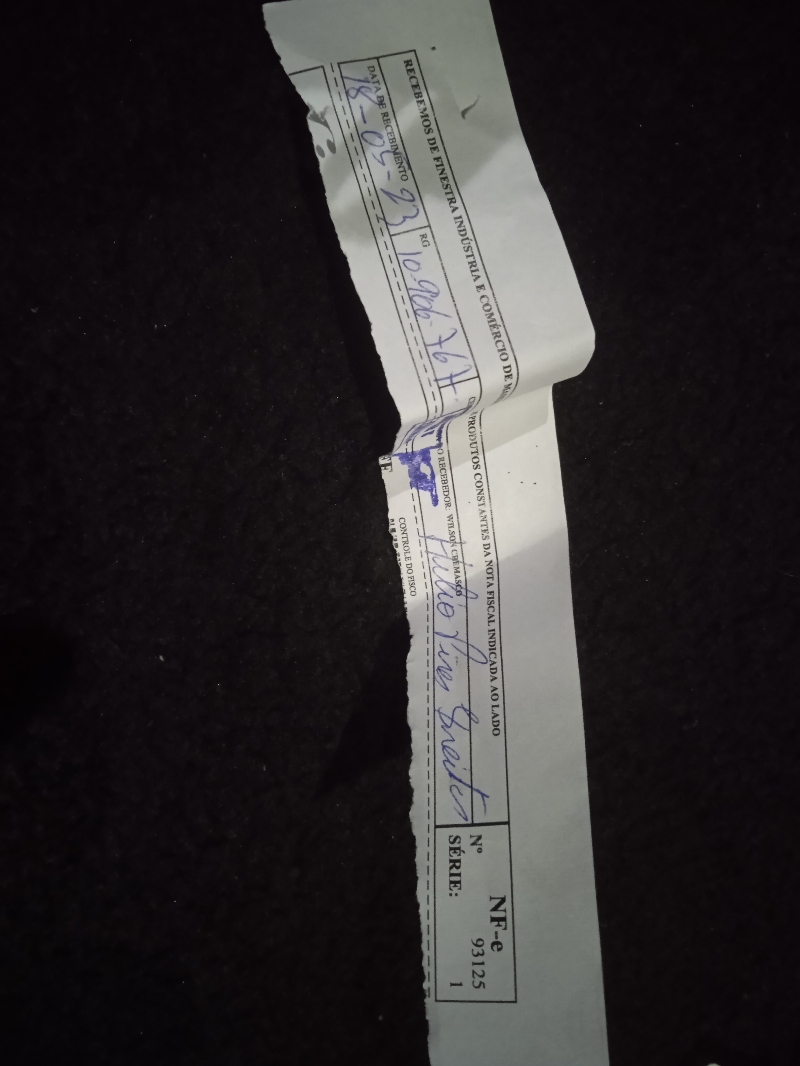 RECEBEMOS DE FINESTRA INDÚSTRIA E COMÉRCIO DE PRODUTOS CONSTANTES DA NOTA FISCAL INDICADA AO LADO
NF-e
Nº 93125
SÉRIE: 1
DATA DE RECEBIMENTO
18-05-23
RG
10.906.767
RECEBEDOR: WILSON CREMASCO
Pires
CONTROLE DO FISCO